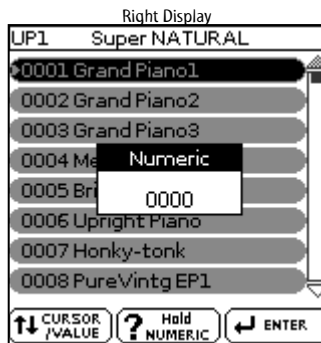 Right Display
UP1 Super NATURAL
0001 Grand Piano1
0002 Grand Piano2
0003 Grand Piano3
0004 Me
Numeric
0005 Bri
0000
0006 Upright Piano
0007 Honky-tonk
0008 PureVintg EP1
CURSOR /VALUE ? Hold NUMERIC ENTER